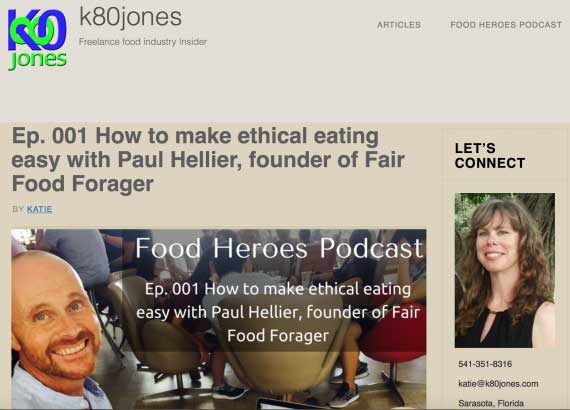 K80
jones
k80jones
Freelance food industry Insider
ARTICLES
FOOD HEROES PODCAST
Ep. 001 How to make ethical eating
easy with Paul Hellier, founder of Fair
Food Forager
BY KATIE
Food Heroes Podcast
Ep. 001 How to make ethical eating
easy with Paul Hellier, founder of Fair
Food Forager
LET'S
CONNECT
541-351-8316
katie@k80jones.com
Sarasota, Florida